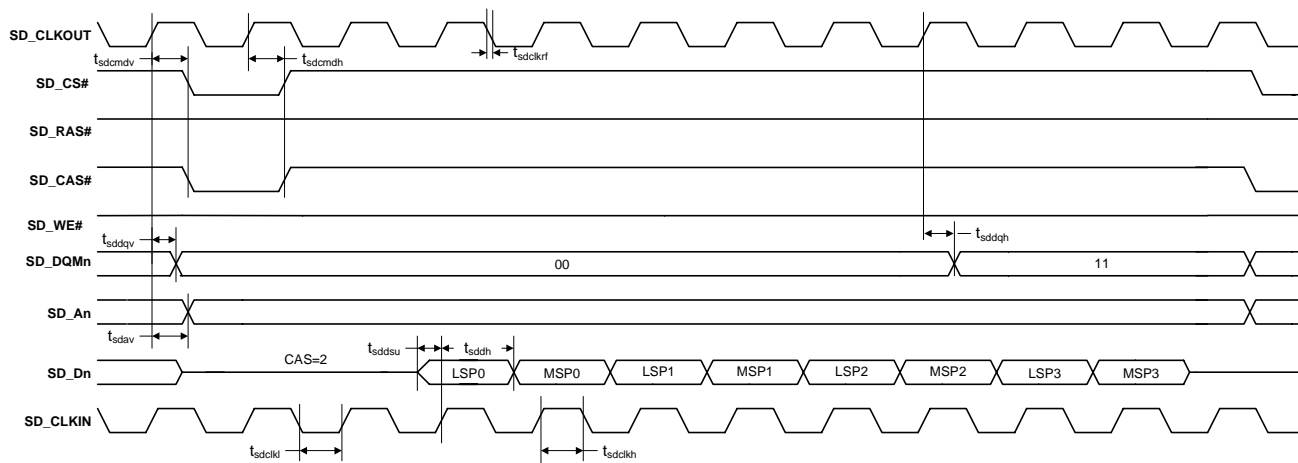 SD_CLKOUT
t_sdcmdv t_sdcmdh t_sdclkrf
SD_CS#
SD_RAS#
SD_CAS#
SD_WE#
t_sddqv t_sddqh
SD_DQMn 00 11
SD_An
t_sdav t_sddsu t_sddh
CAS=2
SD_Dn LSP0 MSP0 LSP1 MSP1 LSP2 MSP2 LSP3 MSP3
SD_CLKIN
t_sdclkl t_sdclkh